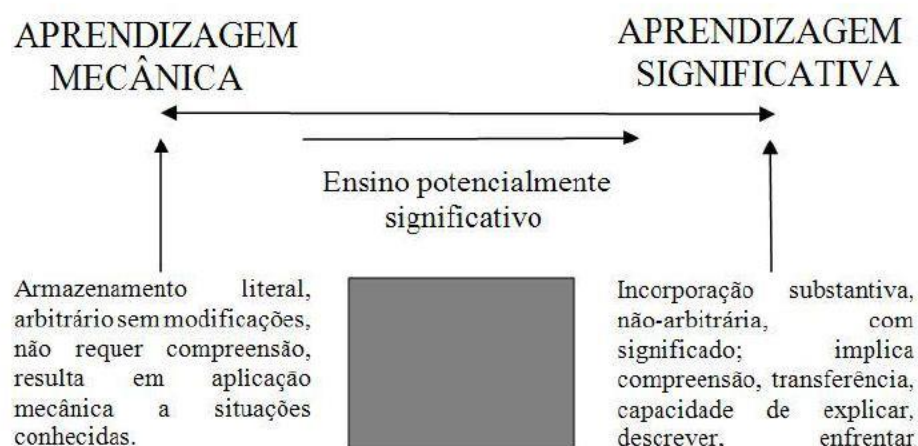 APRENDIZAGEM
MECÂNICA
APRENDIZAGEM
SIGNIFICATIVA
Ensino potencialmente
significativo
Armazenamento literal,
arbitrário sem modificações,
não requer compreensão,
resulta em aplicação
mecânica a situações
conhecidas.
Incorporação substantiva,
não-arbitrária, com
significado; implica
compreensão, transferência,
capacidade de explicar,
descrever, enfrentar